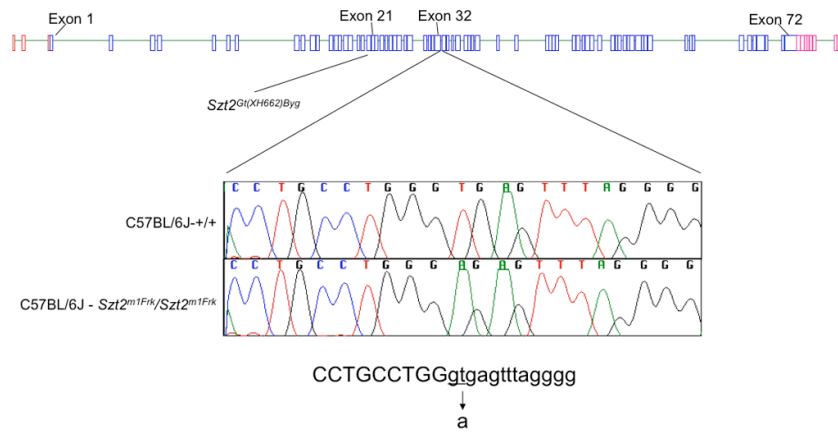 Exon 1 Exon 21 Exon 32 Exon 72
Szt2Gt(XH662)Byg
C C T G C C T G G G T G A G T T T A G G G G
C57BL/6J-+/+
C C T G C C T G G G A G A G T T T A G G G G
C57BL/6J - Szt2m1Frk/Szt2m1Frk
CCTGCCTGGgtgagtttagggg
a